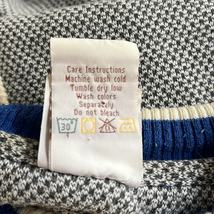 Care Instructions
Machine wash cold
Tumble dry low
Wash colors
Separately
Do not bleach
30°